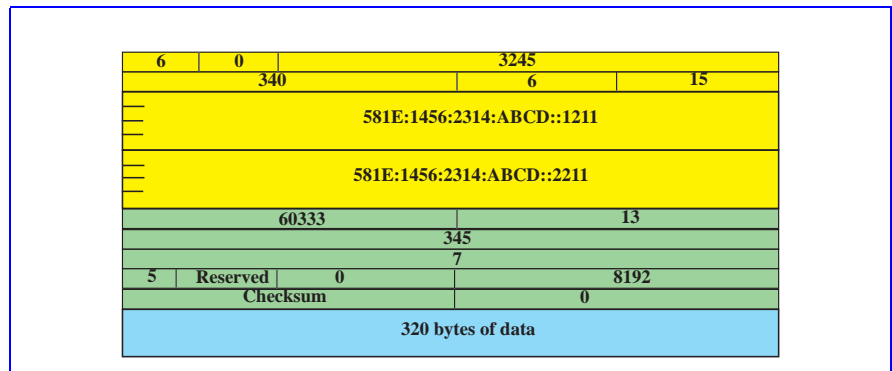 6 0 3245
340 6 15
581E:1456:2314:ABCD::1211
581E:1456:2314:ABCD::2211
60333 13
345
7
5 Reserved 0 8192
Checksum 0
320 bytes of data